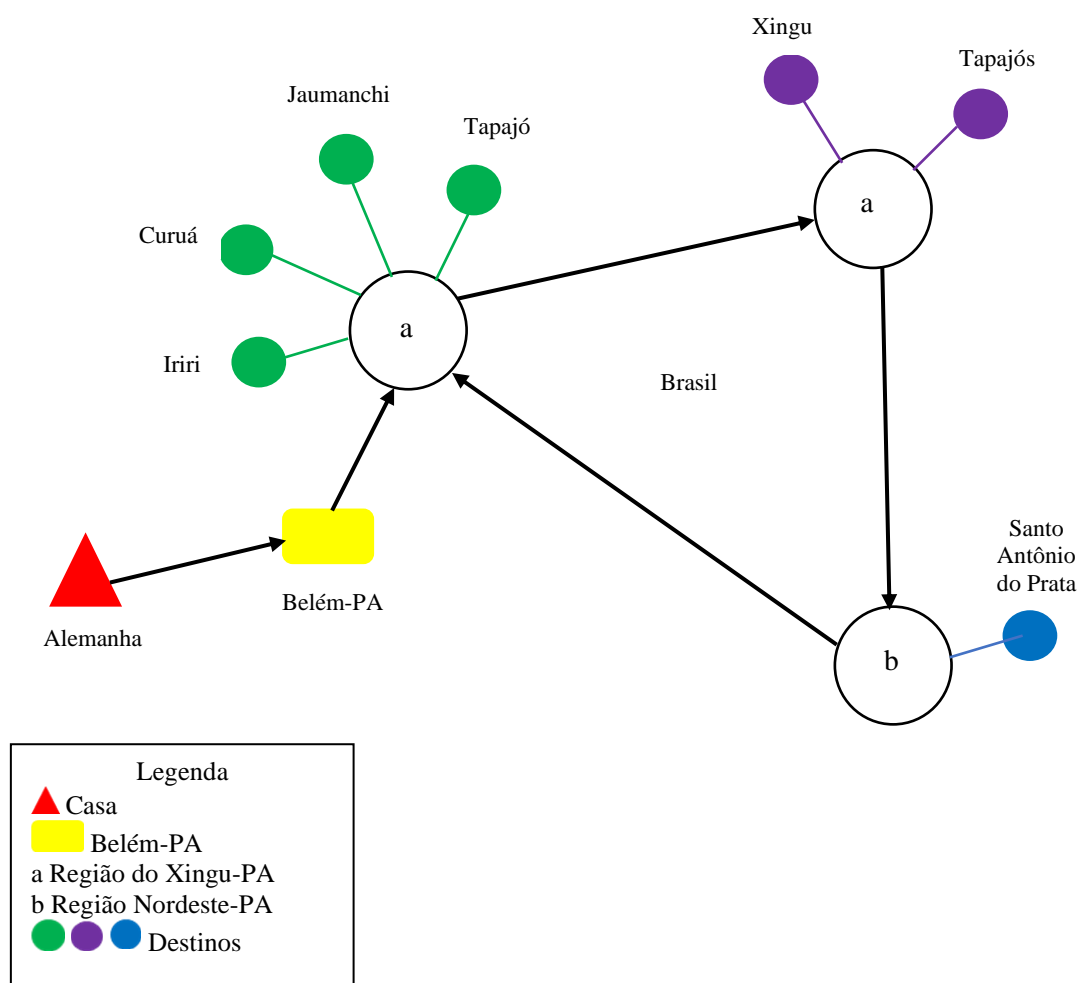 Xingu
Tapajós
Jaumanchi
Tapajó
a
Curuá
a
Iriri
Brasil
Santo
Antônio
do Prata
Belém-PA
Alemanha
b
Legenda
Casa
Belém-PA
a Região do Xingu-PA
b Região Nordeste-PA
Destinos